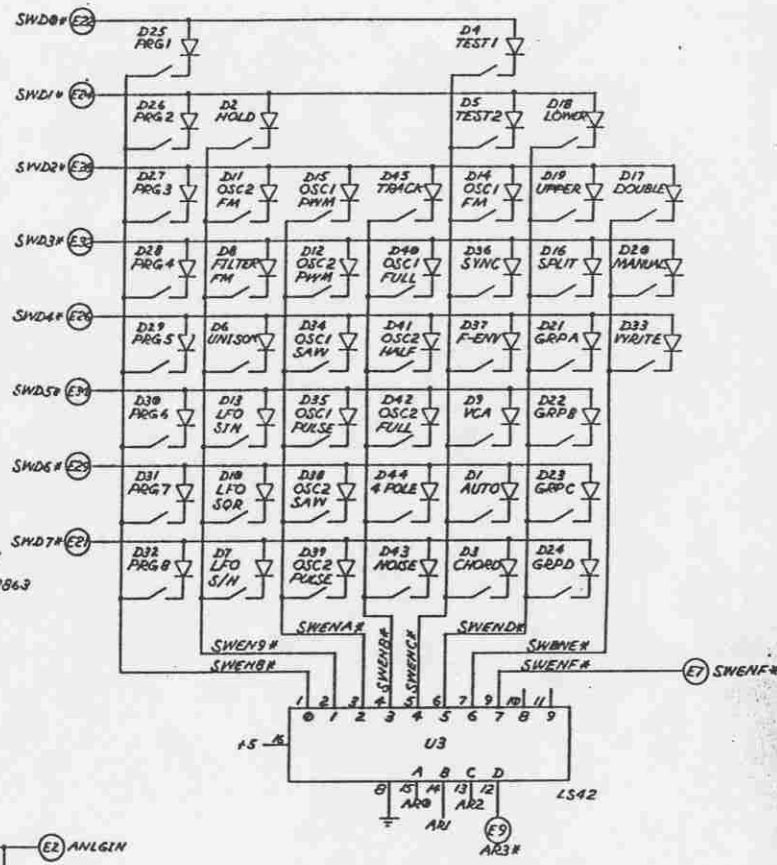 SWD0* E22
D25 PRG1
D4 TEST1
SWD1* E24
D26 PRG2
D2 HOLD
D5 TEST2
D18 LOWER
SWD2*
D27 PRG3
D11 OSC2 FM
D15 OSC1 PWM
D45 TRACK
D14 OSC1 FM
D19 UPPER
D17 DOUBLE
SWD3*
D28 PRG4
D8 FILTER FM
D12 OSC2 PWM
D40 OSC1 FULL
D36 SYNC
D16 SPLIT
D20 MANUAL
SWD4* E26
D29 PRG5
D6 UNISON
D34 OSC1 SAW
D41 OSC2 HALF
D37 F-ENV
D21 GRPA
D33 WRITE
SWD5*
D30 PRG6
D13 LFO SIN
D35 OSC1 PULSE
D42 OSC2 FULL
D9 VCA
D22 GRPB
SWD6* E29
D31 PRG7
D10 LFO SQR
D38 OSC2 SAW
D44 4 POLE
D1 AUTO
D23 GRPC
SWD7* E21
D32 PRG8
D7 LFO S/H
D39 OSC2 PULSE
D43 NOISE
D3 CHORD
D24 GRPD
863
SWENA*
SWENB*
SWENC*
SWEND*
SWEN9*
SWENE*
SWEN8*
SWENF*
E7 SWENF*
1 2 3 4 5 6 7 9 10 11
0 1 2 3 4 5 6 7 8 9
+5 16
U3
A B C D
8 15 14 13 12
LS42
AR0 AR1 AR2
E9
AR3*
E2 ANLGIN